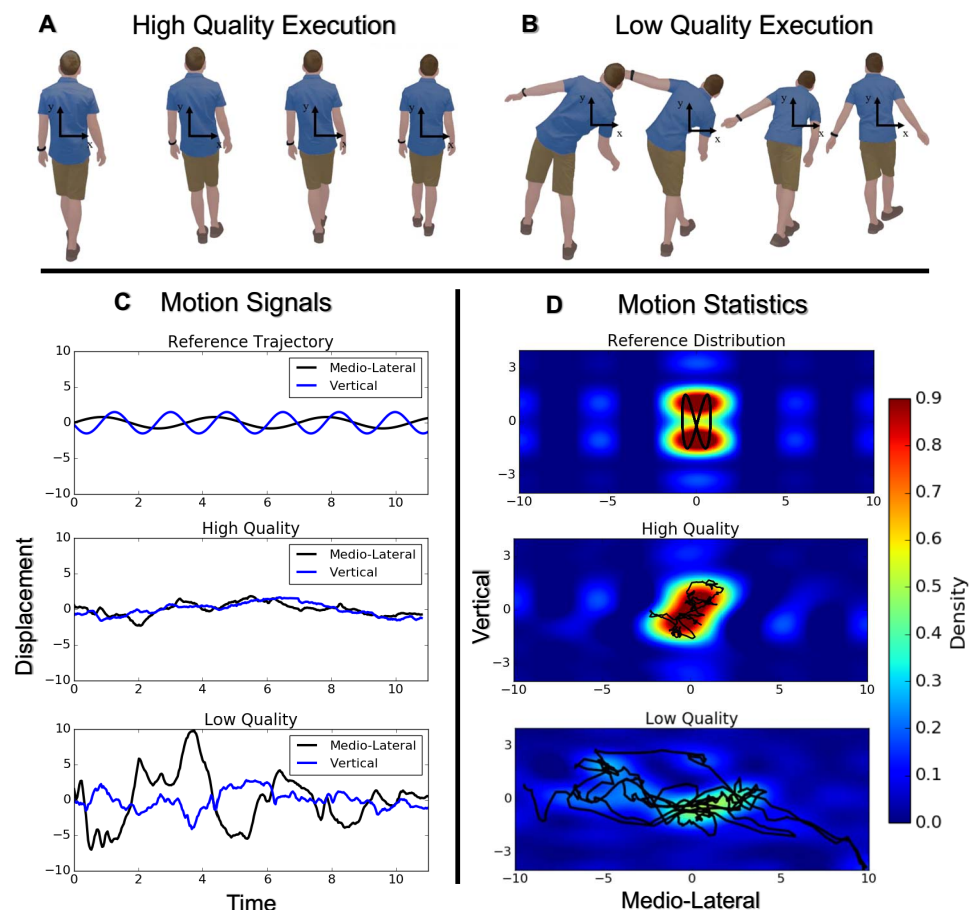 A High Quality Execution
B Low Quality Execution
y x
y x
y x
y x
y x
y x
y x
y x
C Motion Signals
Reference Trajectory
10
5
0
−5
−10
0 2 4 6 8 10
Medio-Lateral
Vertical
High Quality
10
5
0
−5
−10
0 2 4 6 8 10
Medio-Lateral
Vertical
Low Quality
10
5
0
−5
−10
0 2 4 6 8 10
Medio-Lateral
Vertical
Displacement
Time
D Motion Statistics
Reference Distribution
3
0
−3
−10 −5 0 5 10
High Quality
3
0
−3
−10 −5 0 5 10
Low Quality
3
0
−3
−10 −5 0 5 10
Vertical
Medio-Lateral
0.9
0.8
0.7
0.6
0.5
0.4
0.3
0.2
0.1
0.0
Density